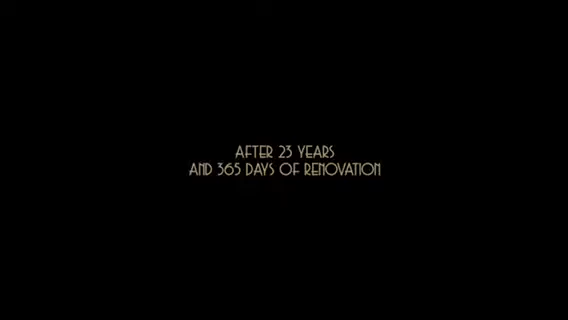 AFTER 23 YEARS
AND 365 DAYS OF RENOVATION